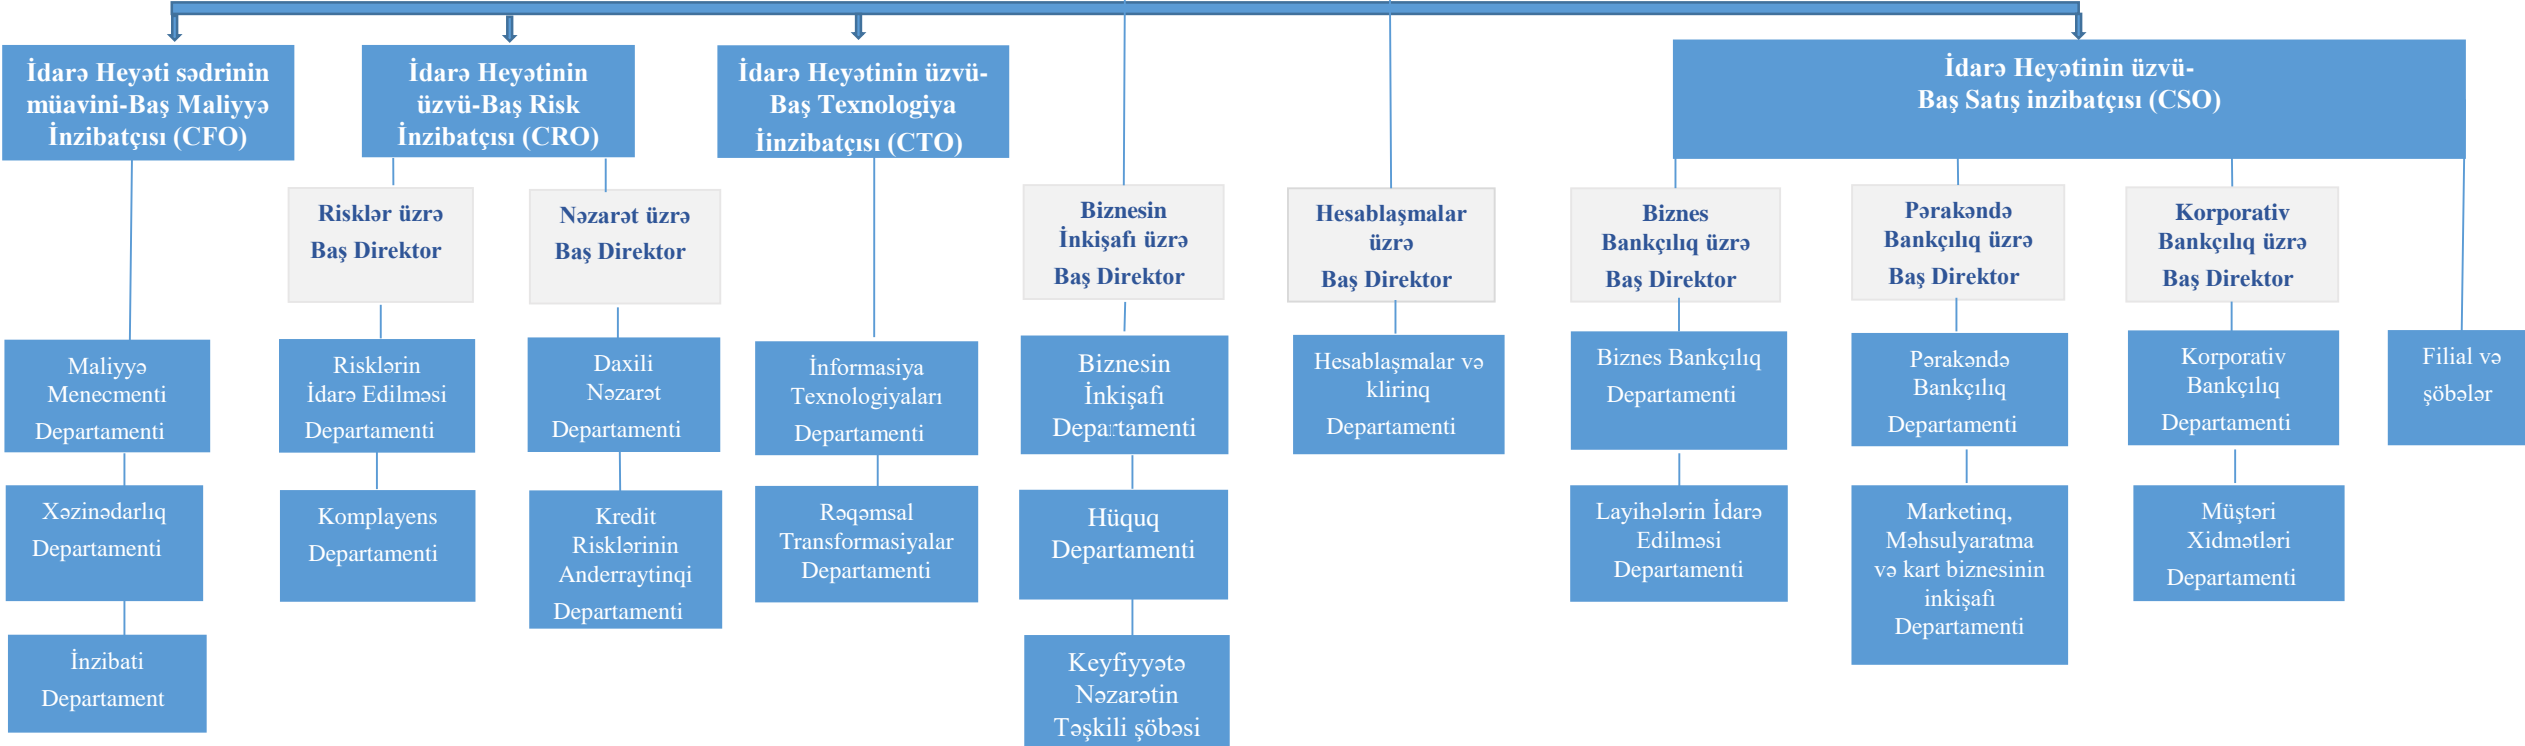 İdarə Heyəti sədrinin
müavini-Baş Maliyyə
İnzibatçısı (CFO)
İdarə Heyətinin
üzvü-Baş Risk
İnzibatçısı (CRO)
İdarə Heyətinin üzvü-
Baş Texnologiya
İinzibatçısı (CTO)
İdarə Heyətinin üzvü-
Baş Satış inzibatçısı (CSO)
Risklər üzrə
Baş Direktor
Nəzarət üzrə
Baş Direktor
Biznesin
İnkişafı üzrə
Baş Direktor
Hesablaşmalar
üzrə
Baş Direktor
Biznes
Bankçılıq üzrə
Baş Direktor
Pərakəndə
Bankçılıq üzrə
Baş Direktor
Korporativ
Bankçılıq üzrə
Baş Direktor
Maliyyə
Menecmenti
Departamenti
Risklərin
İdarə Edilməsi
Departamenti
Daxili
Nəzarət
Departamenti
İnformasiya
Texnologiyaları
Departamenti
Biznesin
İnkişafı
Departamenti
Hesablaşmalar və
klirinq
Departamenti
Biznes Bankçılıq
Departamenti
Pərakəndə
Bankçılıq
Departamenti
Korporativ
Bankçılıq
Departamenti
Filial və
şöbələr
Xəzinədarlıq
Departamenti
Komplayens
Departamenti
Kredit
Risklərinin
Anderraytinqi
Departamenti
Rəqəmsal
Transformasiyalar
Departamenti
Hüquq
Departamenti
Layihələrin İdarə
Edilməsi
Departamenti
Marketinq,
Məhsulyaratma
və kart biznesinin
inkişafı
Departamenti
Müştəri
Xidmətləri
Departamenti
İnzibati
Departament
Keyfiyyətə
Nəzarətin
Təşkili şöbəsi